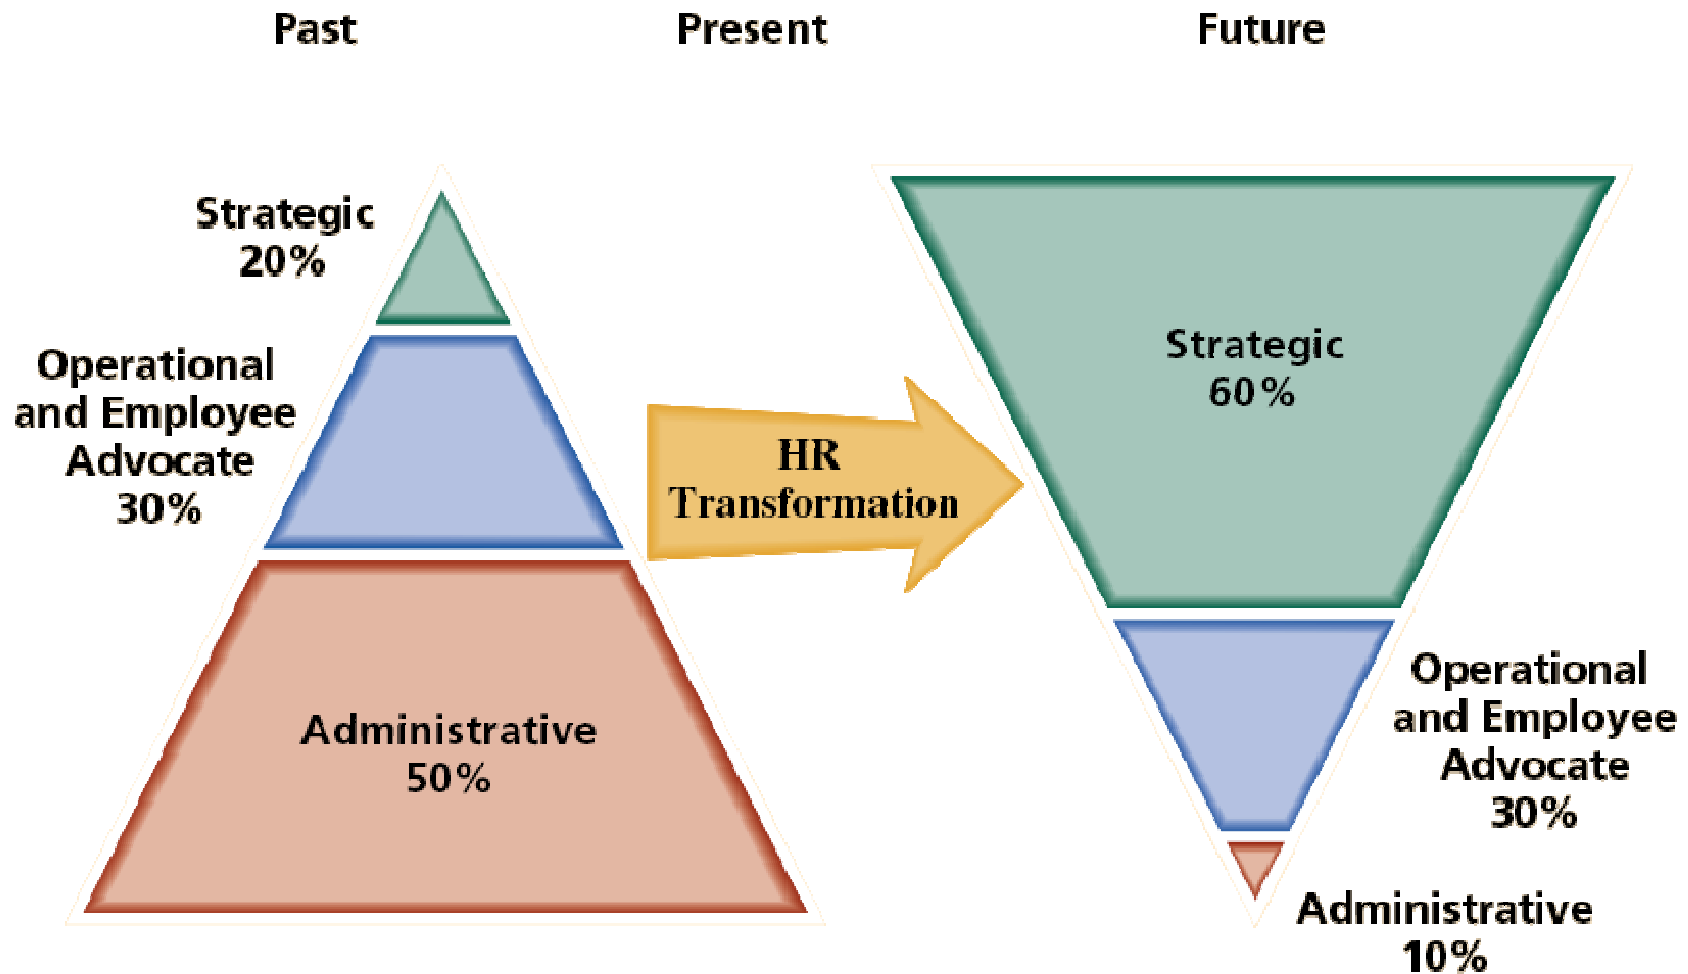 Past
Present
Future
Strategic
20%
Operational
and Employee
Advocate
30%
Administrative
50%
HR
Transformation
Strategic
60%
Operational
and Employee
Advocate
30%
Administrative
10%